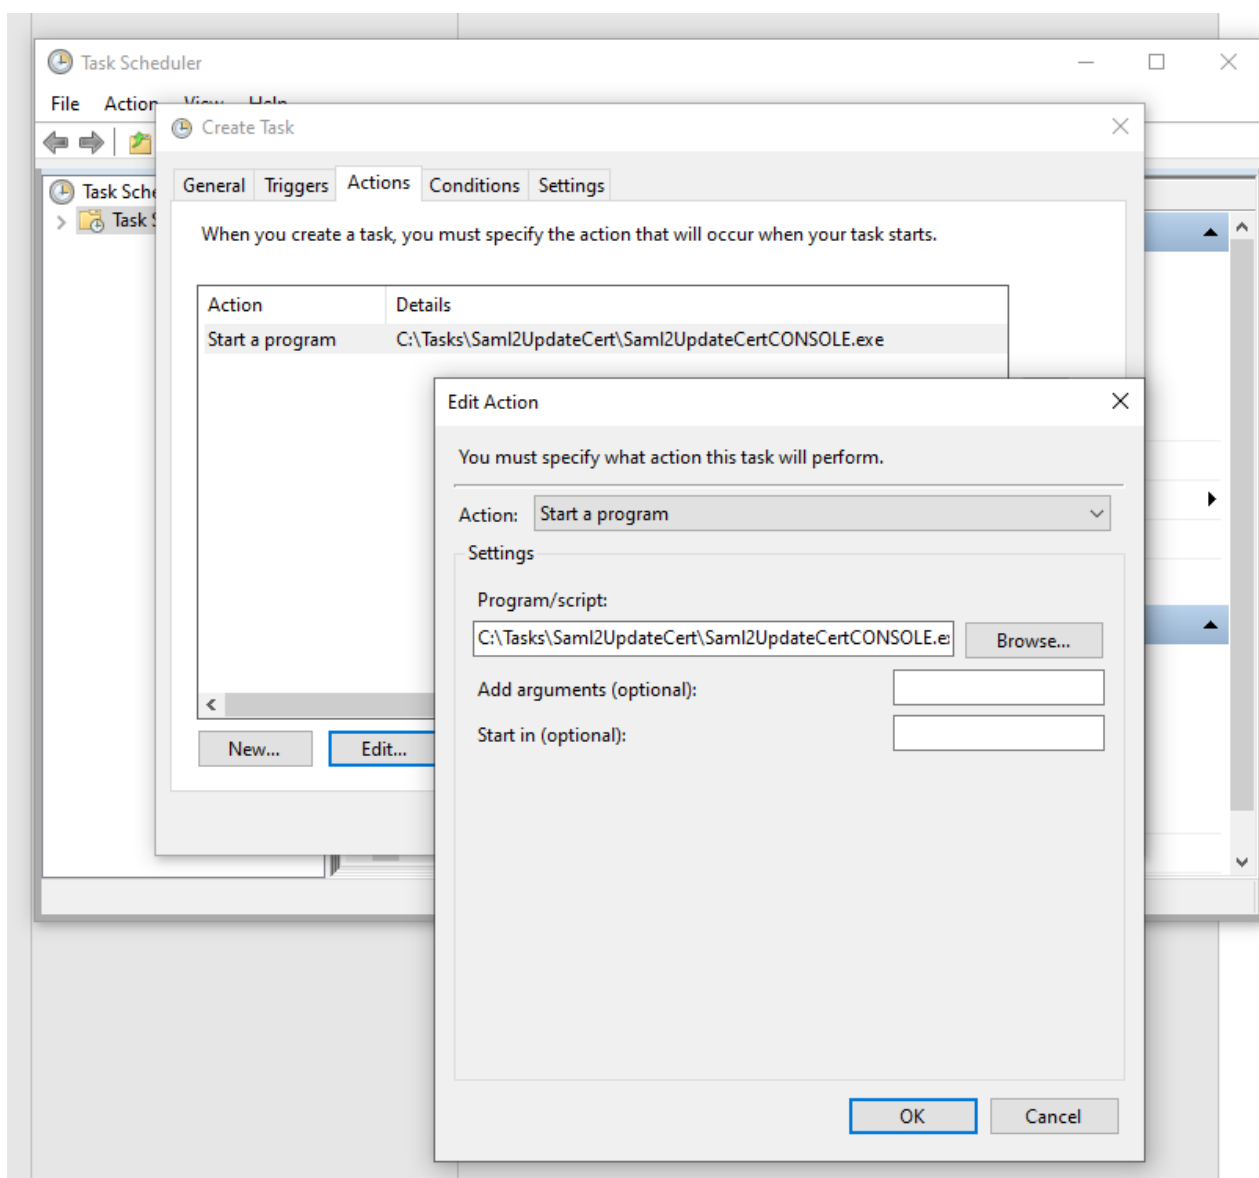 Task Scheduler
File Action View Help
Create Task
Task Sche
Task S
General Triggers Actions Conditions Settings
When you create a task, you must specify the action that will occur when your task starts.
Action Details
Start a program C:\Tasks\Saml2UpdateCert\Saml2UpdateCertCONSOLE.exe
Edit Action
You must specify what action this task will perform.
Action: Start a program
Settings
Program/script:
C:\Tasks\Saml2UpdateCert\Saml2UpdateCertCONSOLE.e
Browse...
Add arguments (optional):
Start in (optional):
New... Edit...
OK Cancel